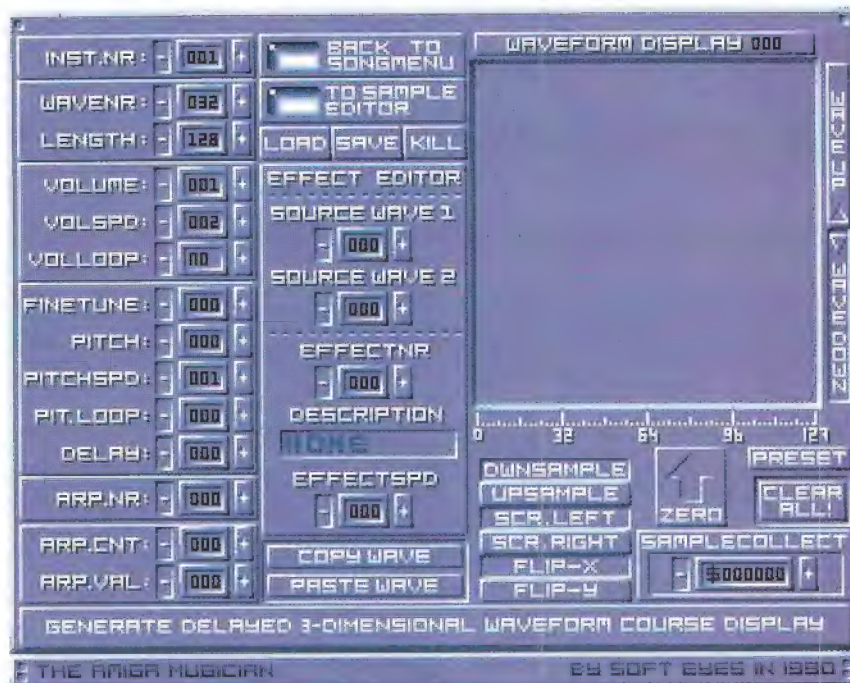 INST.NR: - 001 +
WAVENR: - 032 +
LENGTH: - 128 +
VOLUME: - 001 +
VOLSPD: - 002 +
VOLLOOP: - NO +
FINETUNE: - 000 +
PITCH: - 000 +
PITCHSPD: - 001 +
PIT.LOOP: - 000 +
DELAY: - 000 +
ARP.NR: - 000 +
ARP.CNT: - 000 +
ARP.VAL: - 000 +
BACK TO
SONGMENU
TO SAMPLE
EDITOR
LOAD SAVE KILL
EFFECT EDITOR
SOURCE WAVE 1
- 000 +
SOURCE WAVE 2
- 000 +
EFFECTNR
- 000 +
DESCRIPTION
NONE
EFFECTSPD
- 000 +
COPY WAVE
PASTE WAVE
WAVEFORM DISPLAY 000
WAVE UP
WAVE DOWN
0 32 64 96 127
DWNSAMPLE
UPSAMPLE
SCR.LEFT
SCR.RIGHT
FLIP-X
FLIP-Y
ZERO
PRESET
CLEAR
ALL!
SAMPLECOLLECT
- $000000 +
GENERATE DELAYED 3-DIMENSIONAL WAVEFORM COURSE DISPLAY
THE AMIGA MUGICIAN BY SOFT EYES IN 1990